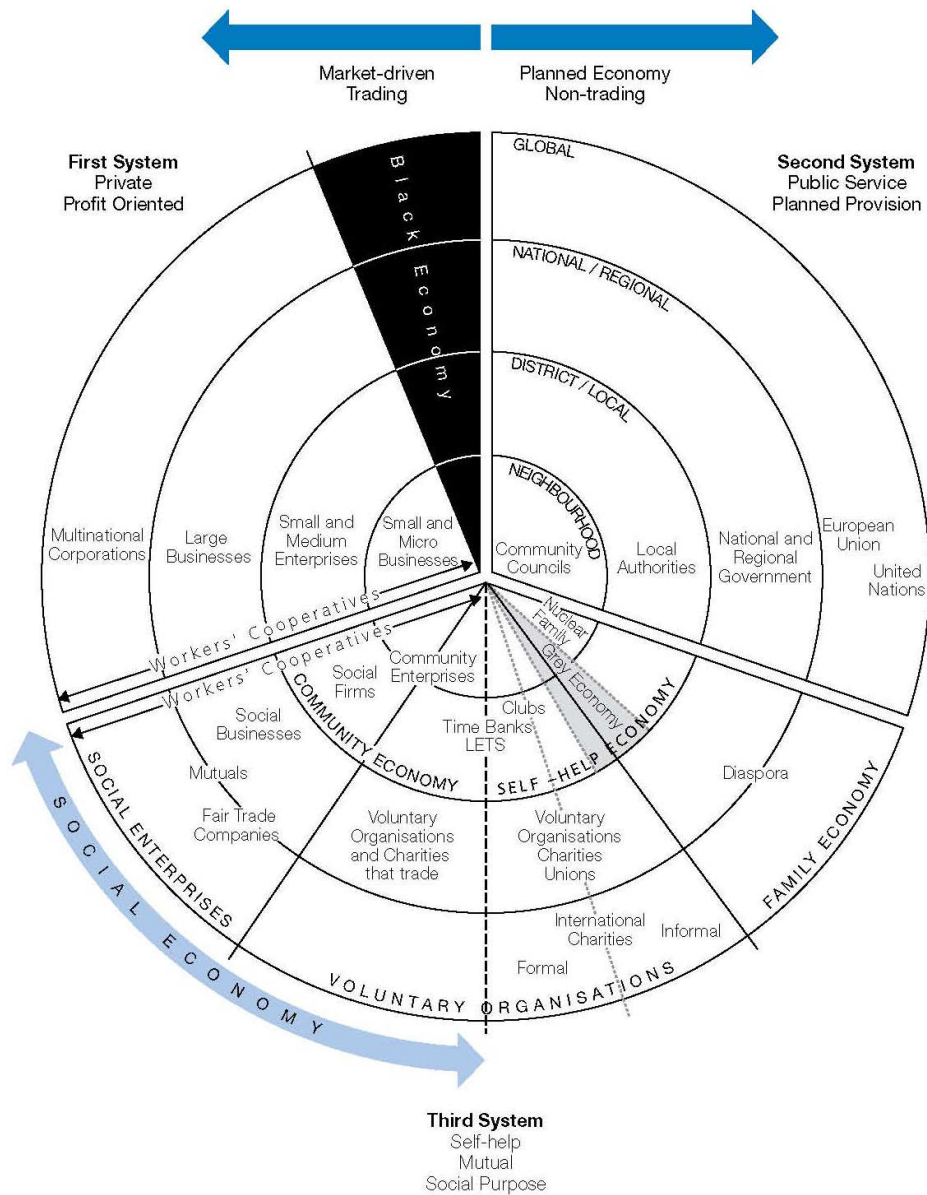 Market-driven
Trading
Planned Economy
Non-trading
First System
Private
Profit Oriented
Second System
Public Service
Planned Provision
Black Economy
GLOBAL
NATIONAL / REGIONAL
DISTRICT / LOCAL
NEIGHBOURHOOD
Multinational
Corporations
Large
Businesses
Small and
Medium
Enterprises
Small and
Micro
Businesses
Community
Councils
Local
Authorities
National and
Regional
Government
European
Union
United
Nations
Workers' Cooperatives
Workers' Cooperatives
Nuclear
Family
Grey Economy
Community
Enterprises
Social
Firms
Social
Businesses
Mutuals
Fair Trade
Companies
COMMUNITY ECONOMY
SELF-HELP ECONOMY
Clubs
Time Banks
LETS
Diaspora
Voluntary
Organisations
and Charities
that trade
Voluntary
Organisations
Charities
Unions
International
Charities
Informal
Formal
SOCIAL ENTERPRISES
VOLUNTARY ORGANISATIONS
FAMILY ECONOMY
SOCIAL ECONOMY
Third System
Self-help
Mutual
Social Purpose